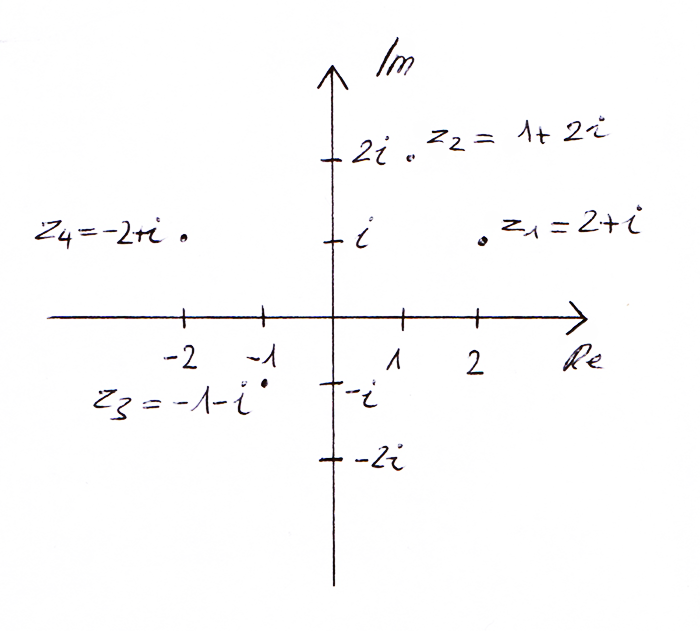 Im
2i
z₂ = 1+2i
z₄=-2+i
i
z₁=2+i
-2
-1
1
2
Re
z₃=-1-i
-i
-2i